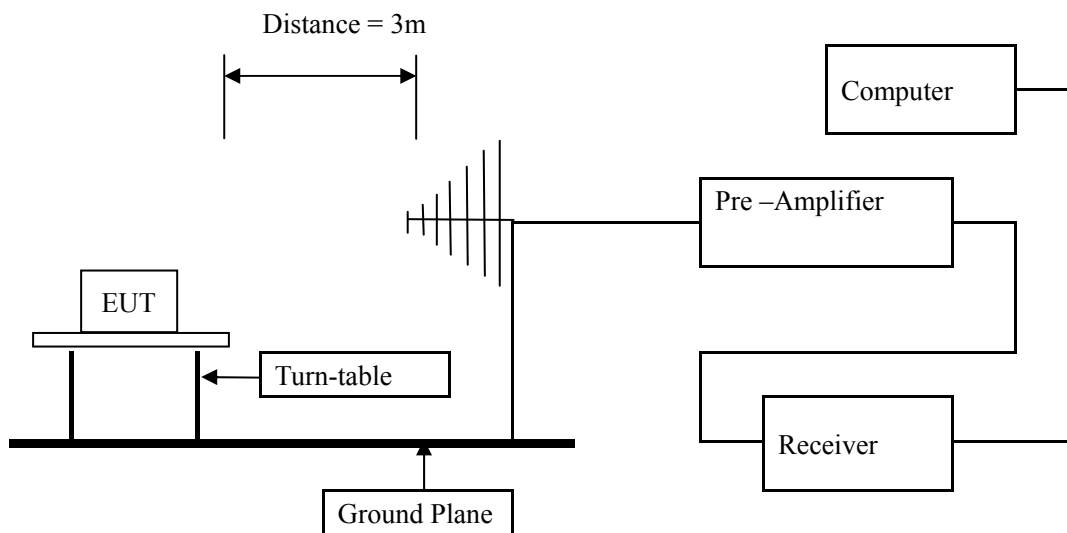 Distance = 3m
Computer
Pre –Amplifier
EUT
Turn-table
Receiver
Ground Plane